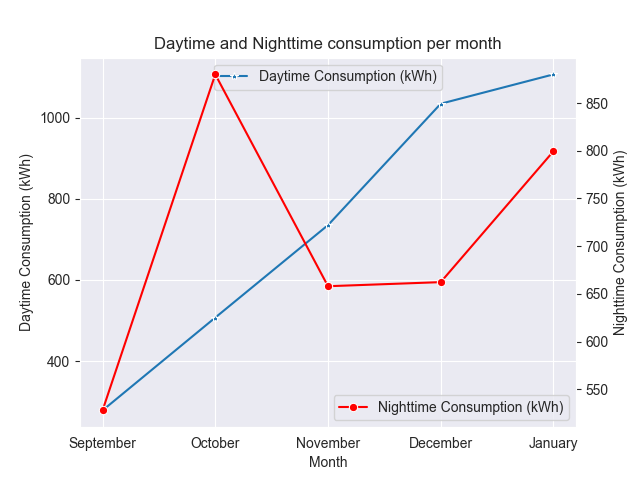 Daytime and Nighttime consumption per month
Daytime Consumption (kWh)
Nighttime Consumption (kWh)
Daytime Consumption (kWh)
1000
800
600
400
Nighttime Consumption (kWh)
850
800
750
700
650
600
550
September October November December January
Month